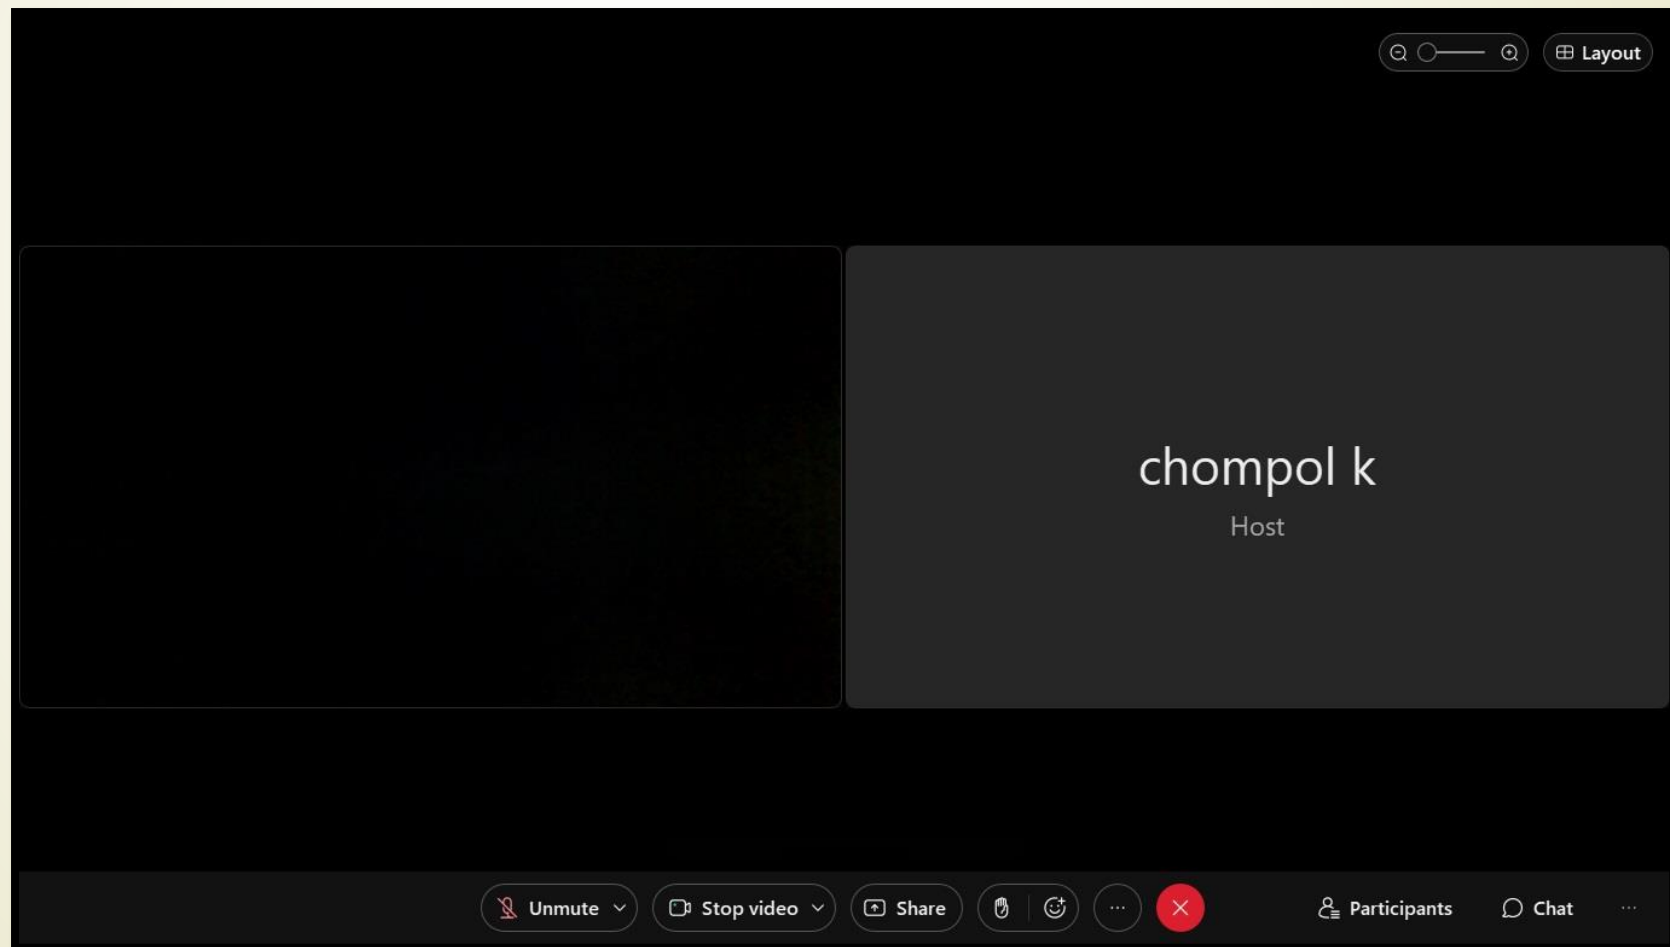 Layout
chompol k
Host
Unmute
Stop video
Share
Participants
Chat